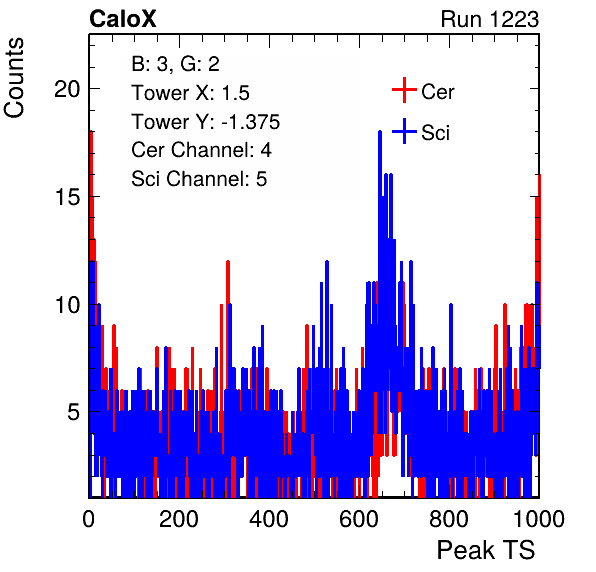 CaloX
Run 1223
Counts
B: 3, G: 2
Tower X: 1.5
Tower Y: -1.375
Cer Channel: 4
Sci Channel: 5
Cer
Sci
20
15
10
5
0 200 400 600 800 1000
Peak TS